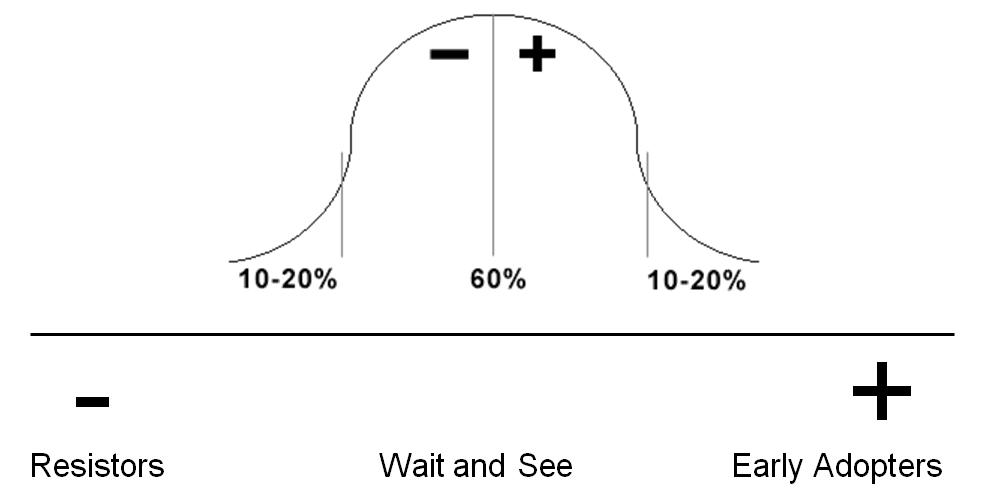 - +
10-20% 60% 10-20%
- +
Resistors Wait and See Early Adopters